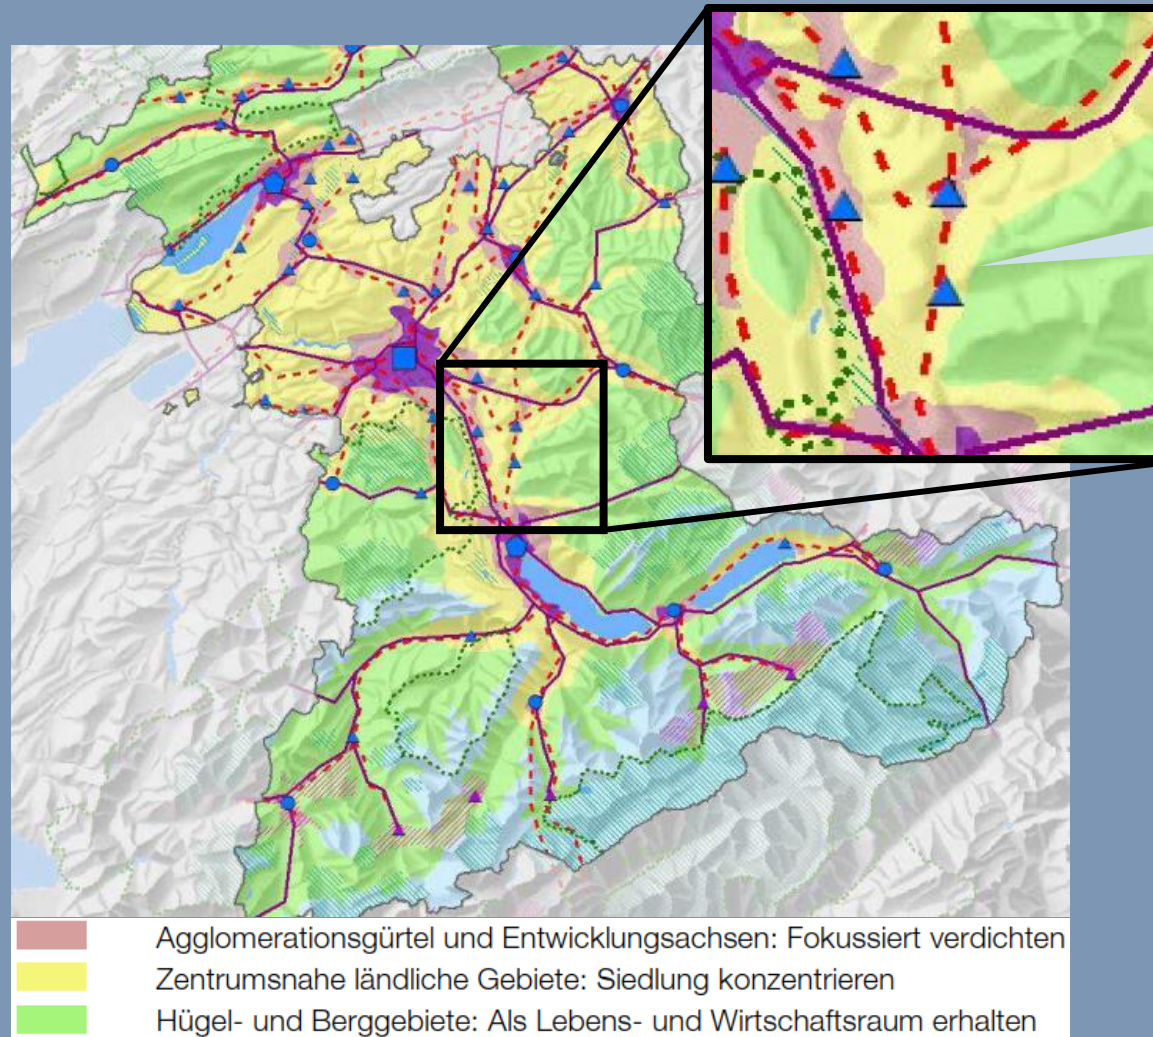 Agglomerationsgürtel und Entwicklungsachsen: Fokussiert verdichten
Zentrumsnahe ländliche Gebiete: Siedlung konzentrieren
Hügel- und Berggebiete: Als Lebens- und Wirtschaftsraum erhalten